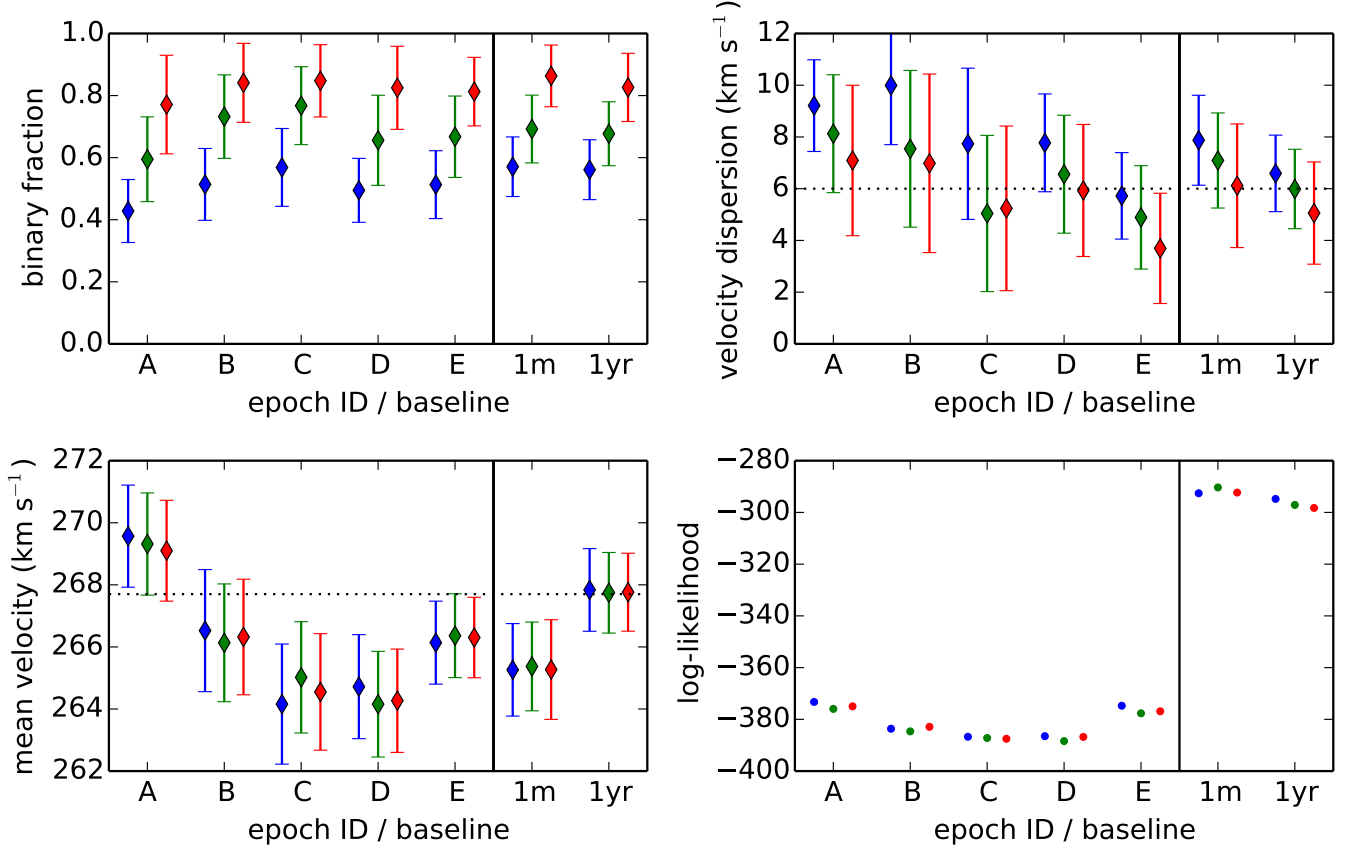 binary fraction
1.0
0.8
0.6
0.4
0.2
0.0
A B C D E 1m 1yr
epoch ID / baseline
velocity dispersion (km s⁻¹)
12
10
8
6
4
2
0
A B C D E 1m 1yr
epoch ID / baseline
mean velocity (km s⁻¹)
272
270
268
266
264
262
A B C D E 1m 1yr
epoch ID / baseline
log-likelihood
−280
−300
−320
−340
−360
−380
−400
A B C D E 1m 1yr
epoch ID / baseline